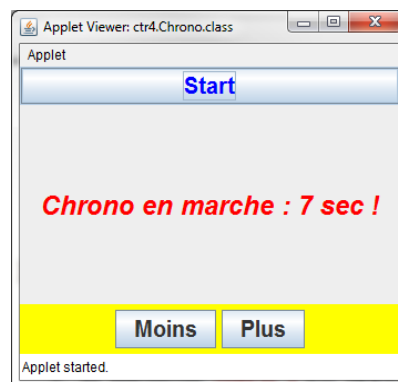 Applet Viewer: ctr4.Chrono.class
Applet
Start
Chrono en marche : 7 sec !
Moins Plus
Applet started.